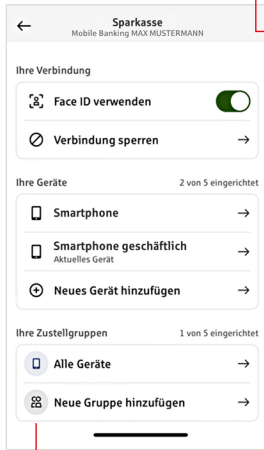 Sparkasse
Mobile Banking MAX MUSTERMANN
Ihre Verbindung
Face ID verwenden
Verbindung sperren
Ihre Geräte 2 von 5 eingerichtet
Smartphone
Smartphone geschäftlich
Aktuelles Gerät
Neues Gerät hinzufügen
Ihre Zustellgruppen 1 von 5 eingerichtet
Alle Geräte
Neue Gruppe hinzufügen